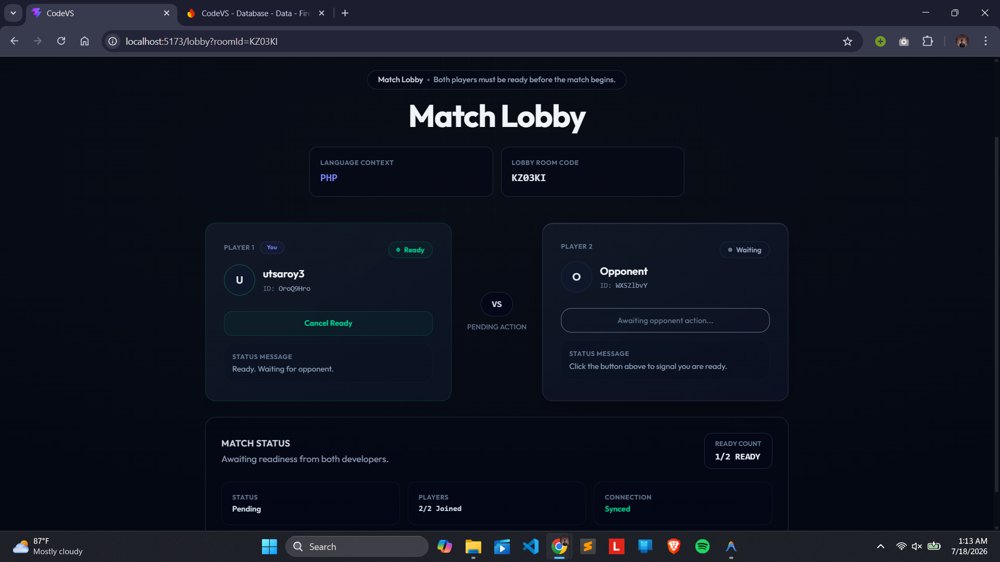 CodeVS
CodeVS - Database - Data - Fire
localhost:5173/lobby?roomId=KZ03KI
Match Lobby • Both players must be ready before the match begins.
Match Lobby
LANGUAGE CONTEXT
PHP
LOBBY ROOM CODE
KZ03KI
PLAYER 1 You
Ready
U
utsaroy3
ID: OroQ9Hro
Cancel Ready
STATUS MESSAGE
Ready. Waiting for opponent.
VS
PENDING ACTION
PLAYER 2
Waiting
O
Opponent
ID: WX5ZlbvY
Awaiting opponent action...
STATUS MESSAGE
Click the button above to signal you are ready.
MATCH STATUS
Awaiting readiness from both developers.
READY COUNT
1/2 READY
STATUS
Pending
PLAYERS
2/2 Joined
CONNECTION
Synced
87°F
Mostly cloudy
Search
L
1:13 AM
7/18/2026